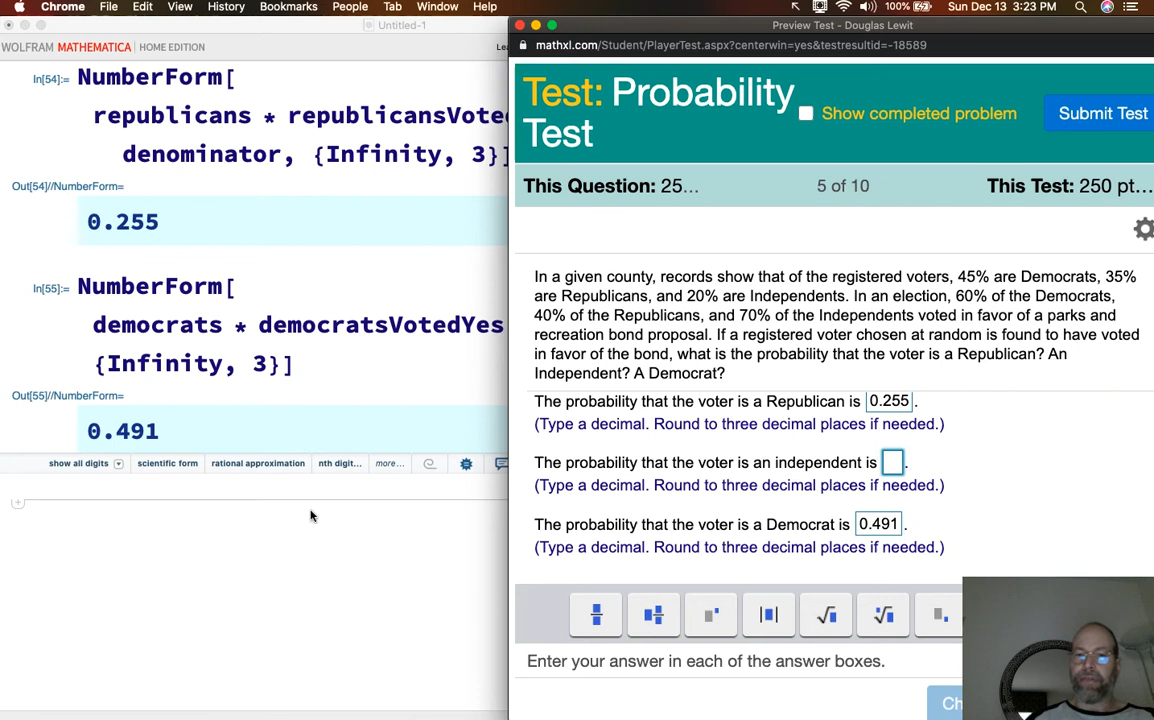 Chrome File Edit View History Bookmarks People Tab Window Help 100% Sun Dec 13 3:23 PM
Untitled-1
WOLFRAM MATHEMATICA HOME EDITION Lea
In[54]:= NumberForm[
republicans * republicansVote
denominator, {Infinity, 3}]
Out[54]//NumberForm=
0.255
In[55]:= NumberForm[
democrats * democratsVotedYes
{Infinity, 3}]
Out[55]//NumberForm=
0.491
show all digits scientific form rational approximation nth digit... more...
Preview Test - Douglas Lewit
mathxl.com/Student/PlayerTest.aspx?centerwin=yes&testresultid=-18589
Test: Probability
Test
Show completed problem
Submit Test
This Question: 25... 5 of 10 This Test: 250 pt...
In a given county, records show that of the registered voters, 45% are Democrats, 35%
are Republicans, and 20% are Independents. In an election, 60% of the Democrats,
40% of the Republicans, and 70% of the Independents voted in favor of a parks and
recreation bond proposal. If a registered voter chosen at random is found to have voted
in favor of the bond, what is the probability that the voter is a Republican? An
Independent? A Democrat?
The probability that the voter is a Republican is 0.255.
(Type a decimal. Round to three decimal places if needed.)
The probability that the voter is an independent is .
(Type a decimal. Round to three decimal places if needed.)
The probability that the voter is a Democrat is 0.491.
(Type a decimal. Round to three decimal places if needed.)
Enter your answer in each of the answer boxes.
Ch